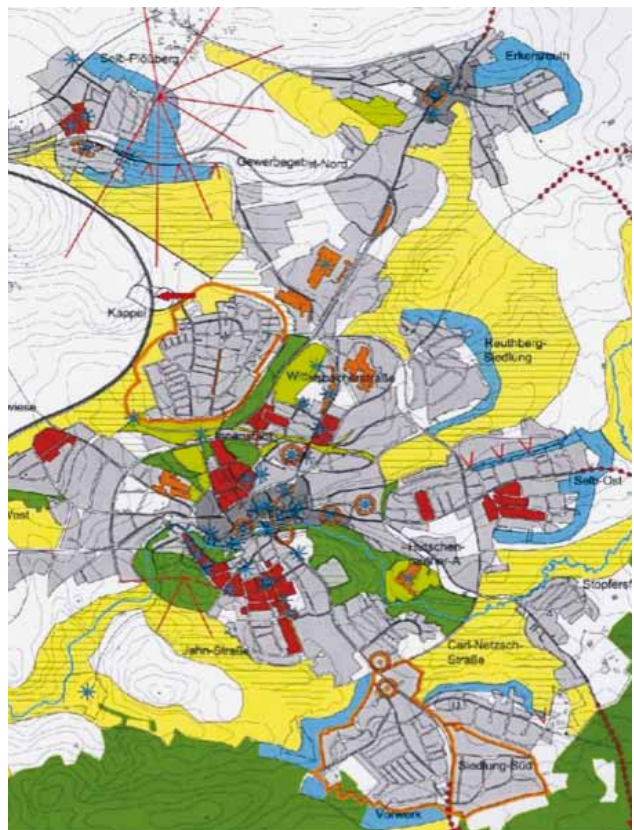 Selb-Plößberg
Erkersreuth
Gewerbegebiet-Nord
Kappel
Reuthberg-
Siedlung
Wittelsbacherstraße
Selb-Ost
Jahn-Straße
Carl-Netzsch-
Straße
Siedlung-Süd
Vorwerk